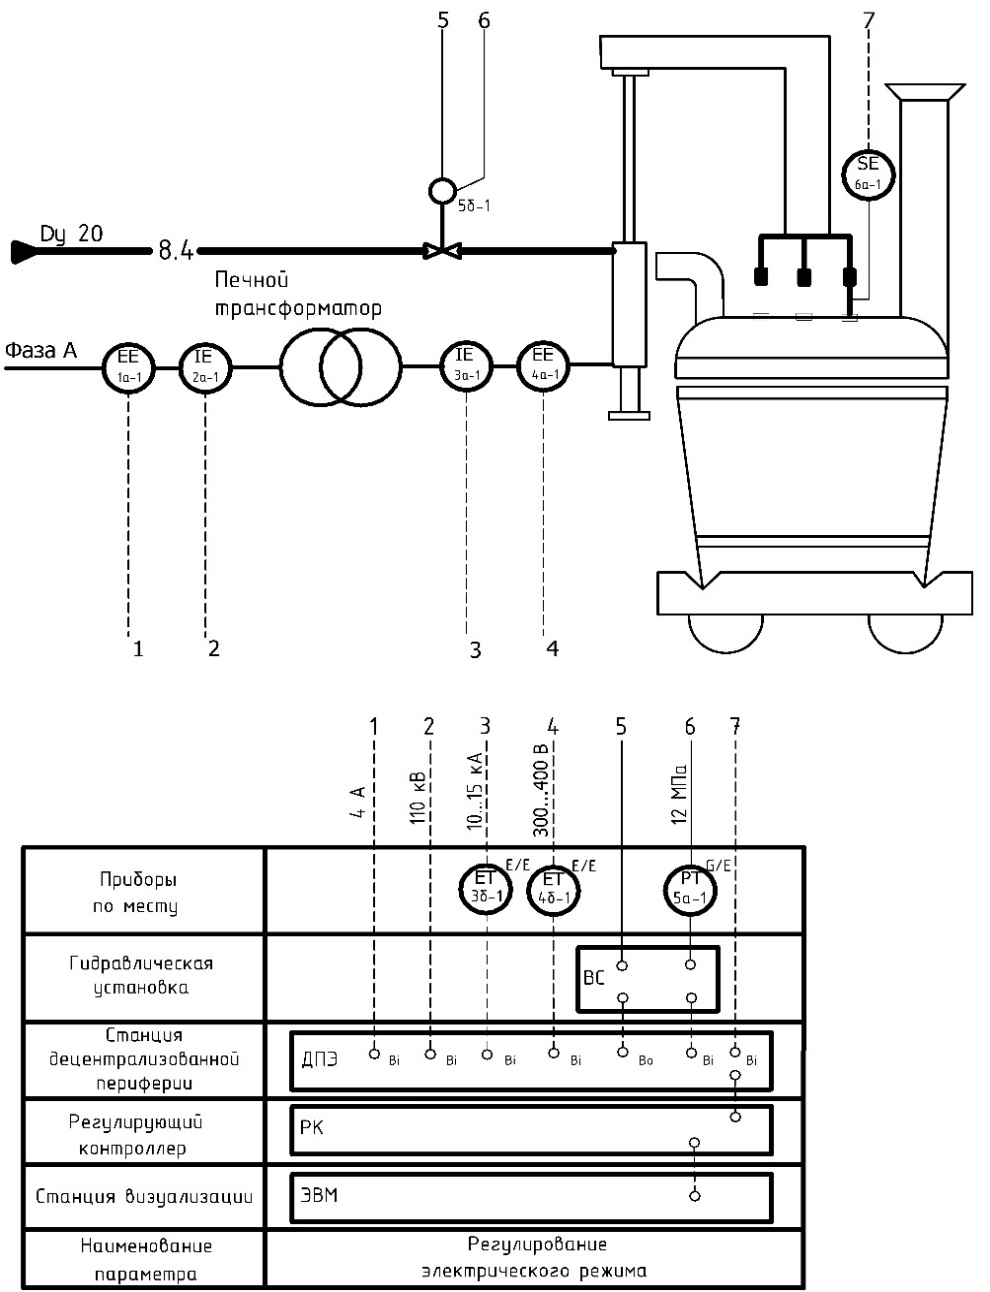 5 6 7
SE
6а-1
5δ-1
Dy 20
8.4
Печной
трансформатор
Фаза А
EE
1а-1
IE
2а-1
IE
3а-1
EE
4а-1
1 2 3 4
1 2 3 4 5 6 7
4 А
110 кВ
10...15 кА
300...400 В
12 МПа
Приборы
по месту
ET
3δ-1
E/E
ET
4δ-1
E/E
PT
5а-1
G/E
Гидравлическая
установка
ВС
Станция
децентрализованной
периферии
ДПЭ
Bi Bi Bi Bi Bo Bi Bi
Регулирующий
контроллер
РК
Станция визуализации
ЭВМ
Наименование
параметра
Регулирование
электрического режима